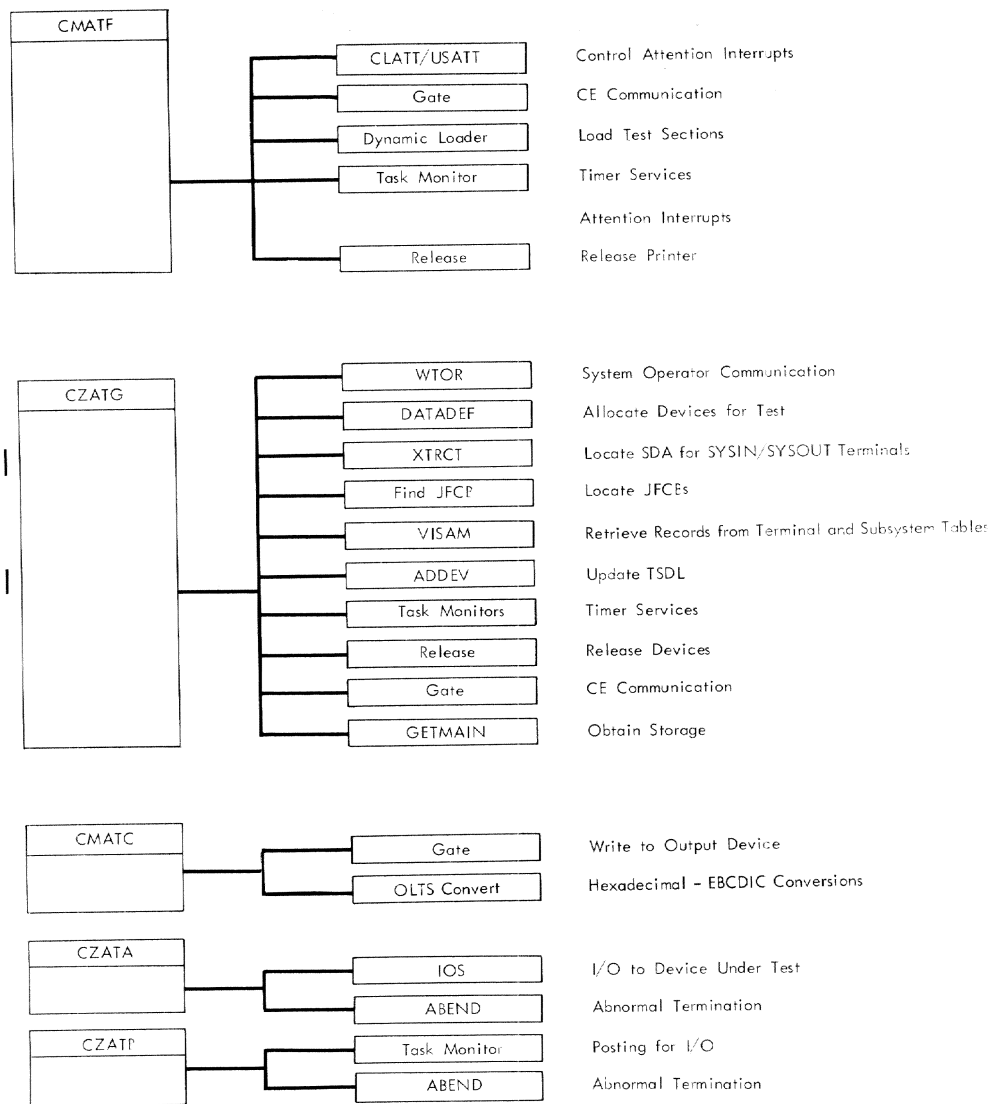 CMATF
CLATT/USATT Control Attention Interrupts
Gate CE Communication
Dynamic Loader Load Test Sections
Task Monitor Timer Services
Attention Interrupts
Release Release Printer
CZATG
WTOR System Operator Communication
DATADEF Allocate Devices for Test
XTRCT Locate SDA for SYSIN/SYSOUT Terminals
Find JFCB Locate JFCBs
VISAM Retrieve Records from Terminal and Subsystem Tables
ADDEV Update TSDL
Task Monitors Timer Services
Release Release Devices
Gate CE Communication
GETMAIN Obtain Storage
CMATC
Gate Write to Output Device
OLTS Convert Hexadecimal - EBCDIC Conversions
CZATA
IOS I/O to Device Under Test
ABEND Abnormal Termination
Task Monitor Posting for I/O
ABEND Abnormal Termination